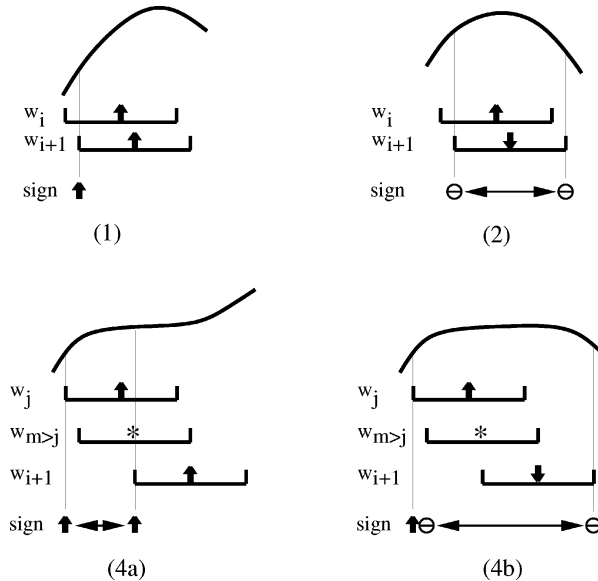 w_i
w_{i+1}
sign
(1)
w_i
w_{i+1}
sign
(2)
w_j
w_{m>j} *
w_{i+1}
sign
(4a)
w_j
w_{m>j} *
w_{i+1}
sign
(4b)